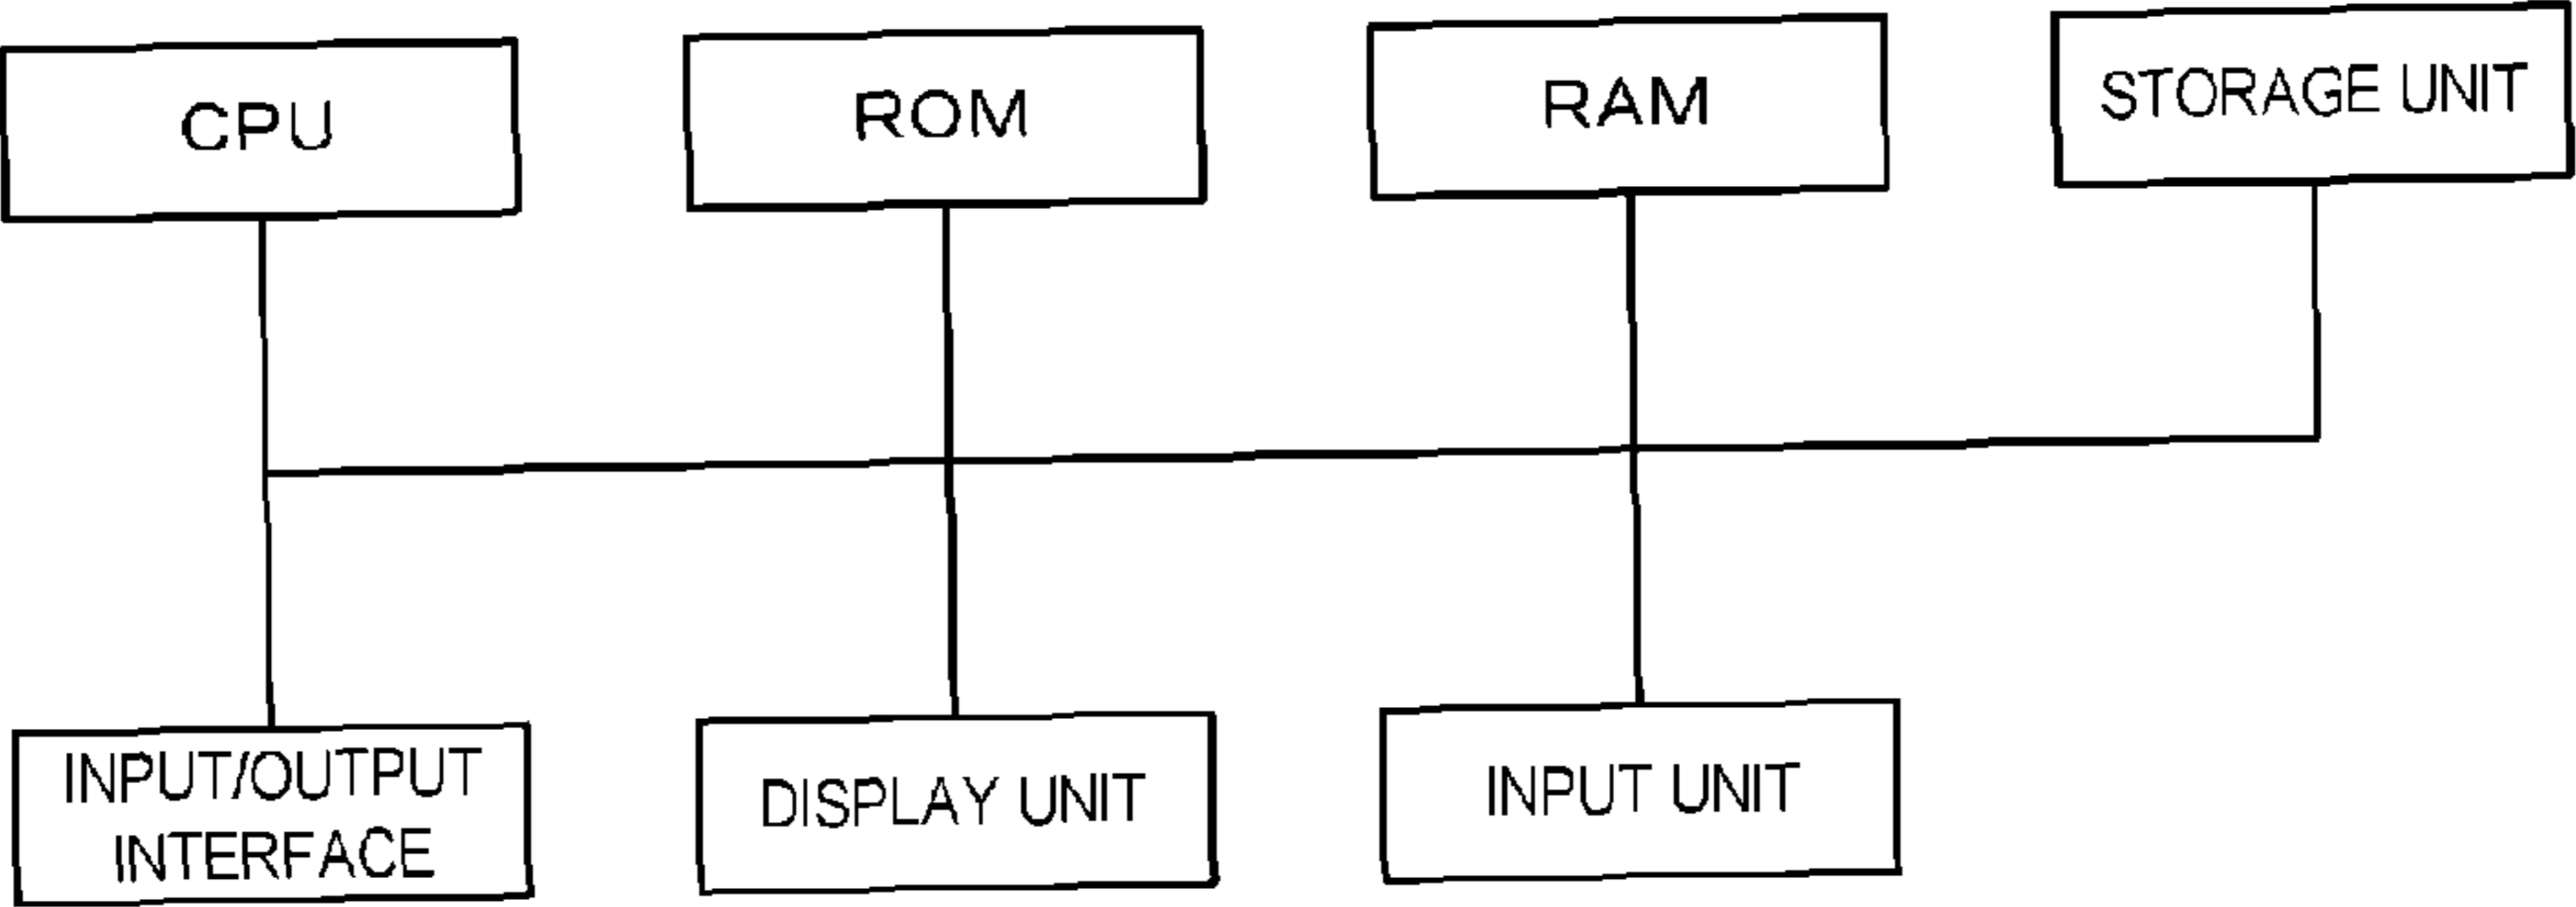 CPU
ROM
RAM
STORAGE UNIT
INPUT/OUTPUT
INTERFACE
DISPLAY UNIT
INPUT UNIT